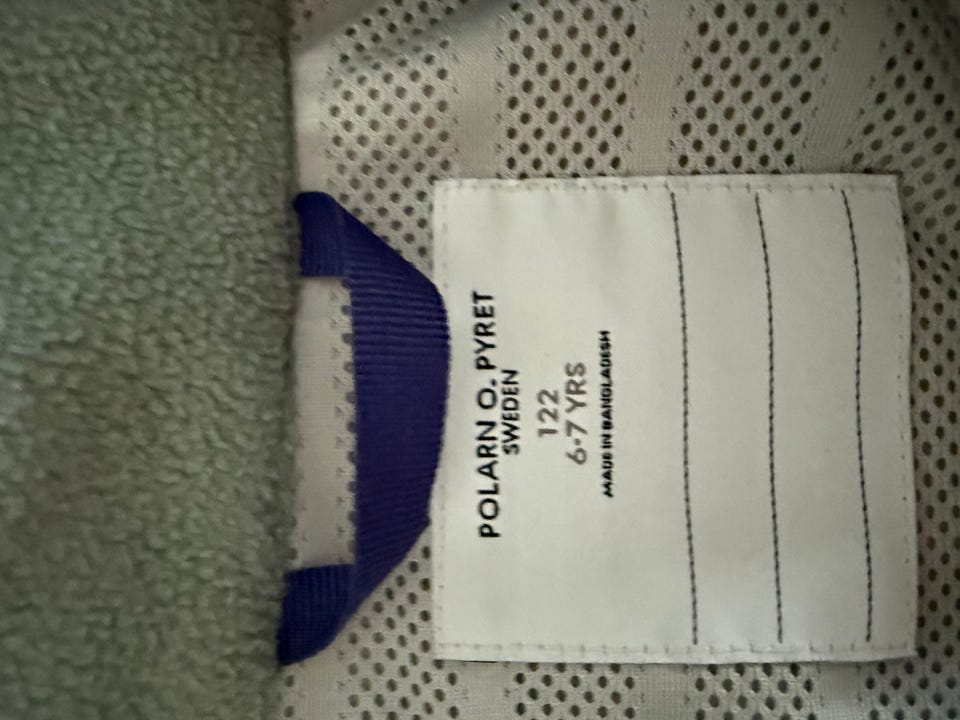 POLARN O. PYRET
SWEDEN
122
6-7 YRS
MADE IN BANGLADESH